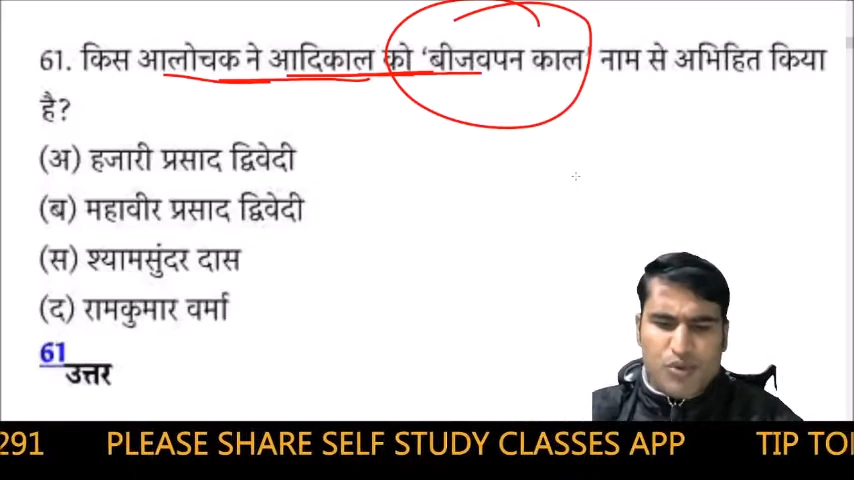 61. किस आलोचक ने आदिकाल को ‘बीजवपन काल’ नाम से अभिहित किया
है?
(अ) हजारी प्रसाद द्विवेदी
(ब) महावीर प्रसाद द्विवेदी
(स) श्यामसुंदर दास
(द) रामकुमार वर्मा
61
उत्तर
291 PLEASE SHARE SELF STUDY CLASSES APP TIP TO